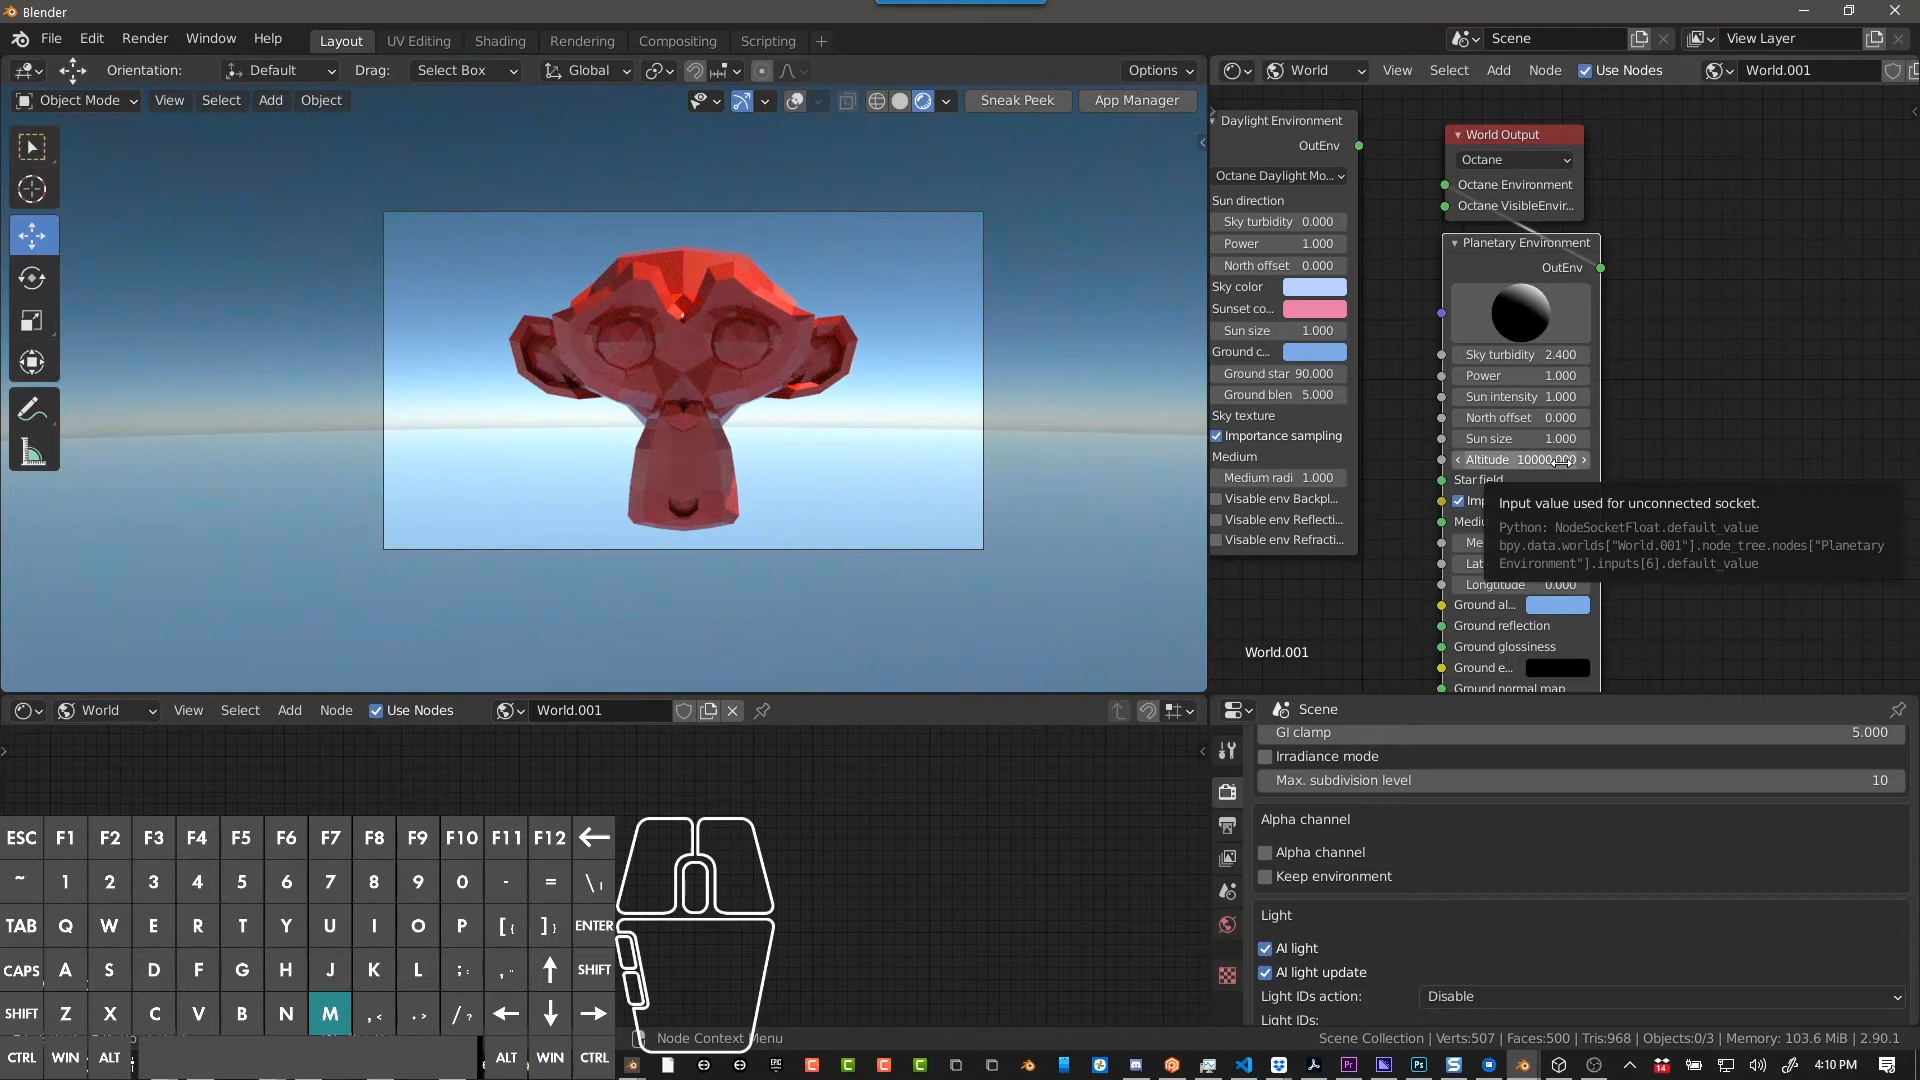 Blender
File Edit Render Window Help
Layout UV Editing Shading Rendering Compositing Scripting +
Scene
View Layer
Orientation: Default Drag: Select Box Global Options
Object Mode View Select Add Object
Sneak Peek App Manager
World View Select Add Node Use Nodes World.001
Daylight Environment
OutEnv
Octane Daylight Mo...
Sun direction
Sky turbidity 0.000
Power 1.000
North offset 0.000
Sky color
Sunset co...
Sun size 1.000
Ground c...
Ground star 90.000
Ground blen 5.000
Sky texture
Importance sampling
Medium
Medium radi 1.000
Visible env Backpl...
Visible env Reflecti...
Visible env Refracti...
World Output
Octane
Octane Environment
Octane VisibleEnvir...
Planetary Environment
OutEnv
Sky turbidity 2.400
Power 1.000
Sun intensity 1.000
North offset 0.000
Sun size 1.000
Altitude 10000.000
Star field
Imp
Mediu
Me
Lat
Longtitude 0.000
Ground al...
Ground reflection
Ground glossiness
Ground e...
Ground normal map
Input value used for unconnected socket.
Python: NodeSocketFloat.default_value
bpy.data.worlds["World.001"].node_tree.nodes["Planetary
Environment"].inputs[6].default_value
World.001
World View Select Add Node Use Nodes World.001
Scene
GI clamp 5.000
Irradiance mode
Max. subdivision level 10
Alpha channel
Alpha channel
Keep environment
Light
AI light
AI light update
Light IDs action: Disable
Light IDs:
ESC F1 F2 F3 F4 F5 F6 F7 F8 F9 F10 F11 F12 ←
~ 1 2 3 4 5 6 7 8 9 0 - = \ |
TAB Q W E R T Y U I O P [ { ] } ENTER
CAPS A S D F G H J K L ; : , " ↑ SHIFT
SHIFT Z X C V B N M , < . > / ? ← ↓ →
CTRL WIN ALT ALT WIN CTRL
Node Context Menu
Scene Collection | Verts:507 | Faces:500 | Tris:968 | Objects:0/3 | Memory: 103.6 MiB | 2.90.1
EPIC
Pr
Ps
14
4:10 PM